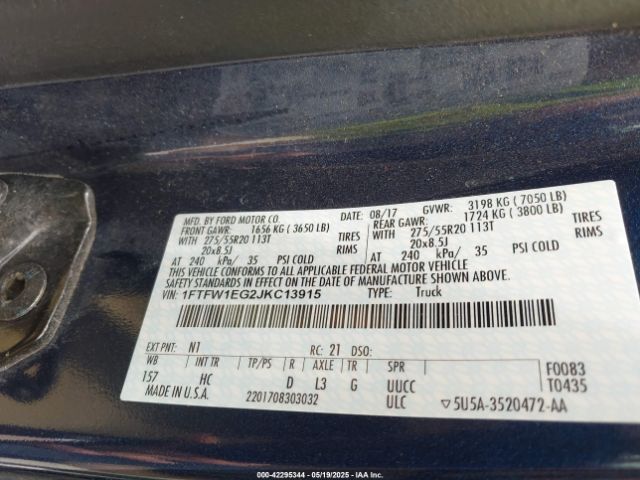 MFD. BY FORD MOTOR CO. DATE: 08/17 GVWR: 3198 KG ( 7050 LB)
FRONT GAWR: 1656 KG ( 3650 LB) REAR GAWR: 1724 KG ( 3800 LB)
WITH 275/55R20 113T TIRES WITH 275/55R20 113T TIRES
20x8.5J RIMS 20x8.5J RIMS
AT 240 kPa/ 35 PSI COLD AT 240 kPa/ 35 PSI COLD
THIS VEHICLE CONFORMS TO ALL APPLICABLE FEDERAL MOTOR VEHICLE
SAFETY STANDARDS IN EFFECT ON THE DATE OF MANUFACTURE SHOWN ABOVE.
VIN: 1FTFW1EG2JKC13915 TYPE: Truck
EXT PNT: N1 RC: 21 DSO:
WB INT TR TP/PS R AXLE TR SPR F0083
157 HC D L3 G UUCC T0435
MADE IN U.S.A. 2201708303032 ULC ▽5U5A-3520472-AA
000-42295344 - 05/19/2025 - IAA, INC.